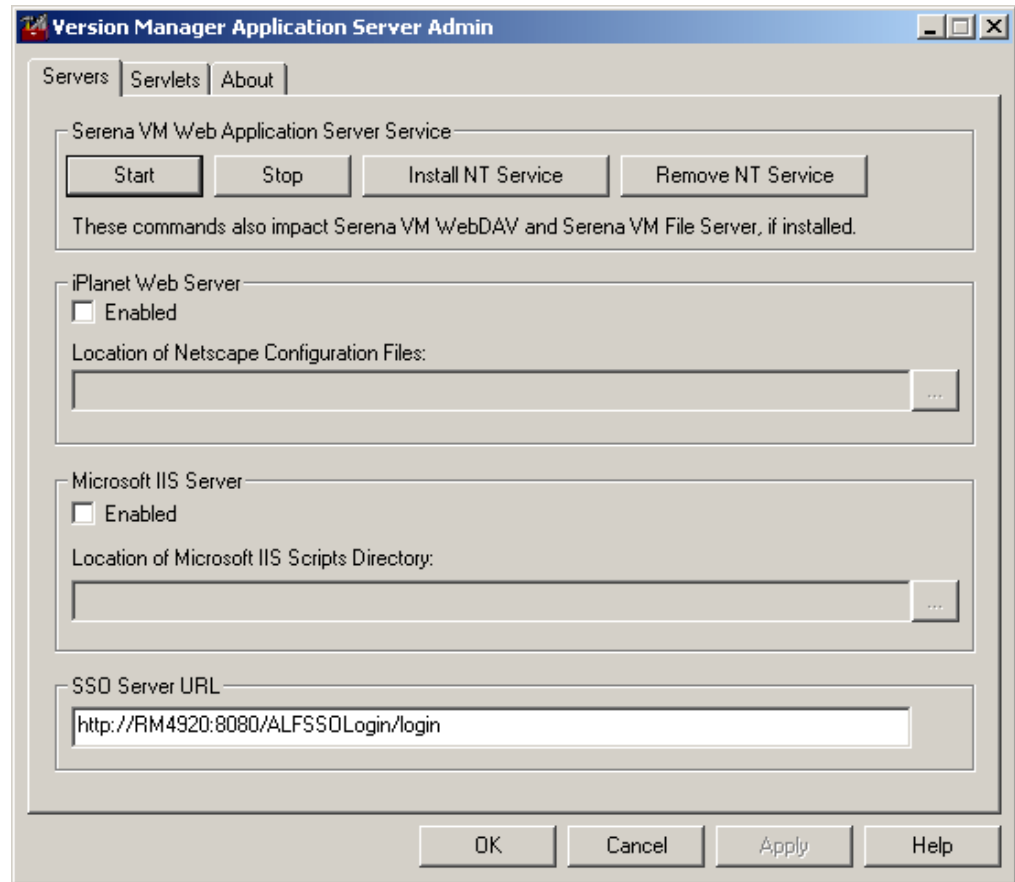 Version Manager Application Server Admin
Servers Servlets About
Serena VM Web Application Server Service
Start Stop Install NT Service Remove NT Service
These commands also impact Serena VM WebDAV and Serena VM File Server, if installed.
iPlanet Web Server
Enabled
Location of Netscape Configuration Files:
...
Microsoft IIS Server
Enabled
Location of Microsoft IIS Scripts Directory:
...
SSO Server URL
http://RM4920:8080/ALFSSOLogin/login
OK Cancel Apply Help